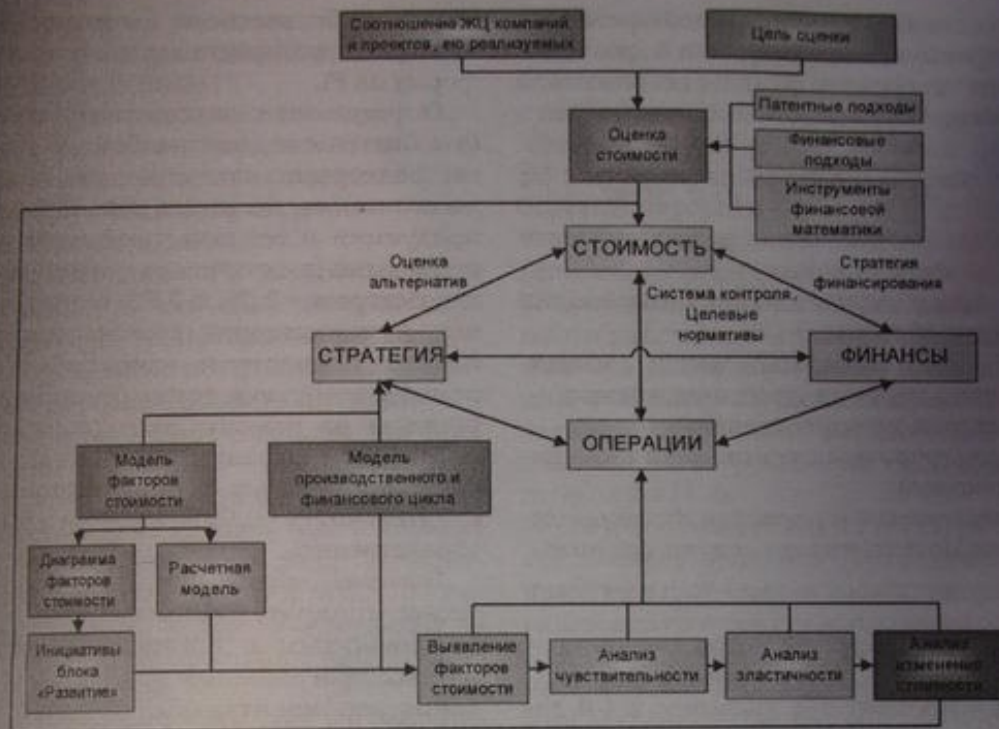 Соотношение ЖЦ компаний
и проектов, ею реализуемых
Цель оценки
Оценка
стоимости
Патентные подходы
Финансовые
подходы
Инструменты
финансовой
математики
СТОИМОСТЬ
Оценка
альтернатив
Стратегия
финансирования
Система контроля.
Целевые
нормативы
СТРАТЕГИЯ
ФИНАНСЫ
ОПЕРАЦИИ
Модель
факторов
стоимости
Модель
производственного и
финансового цикла
Диаграмма
факторов
стоимости
Расчетная
модель
Инициативы
блока
«Развитие»
Выявление
факторов
стоимости
Анализ
чувствительности
Анализ
эластичности
Анализ
изменения
стоимости